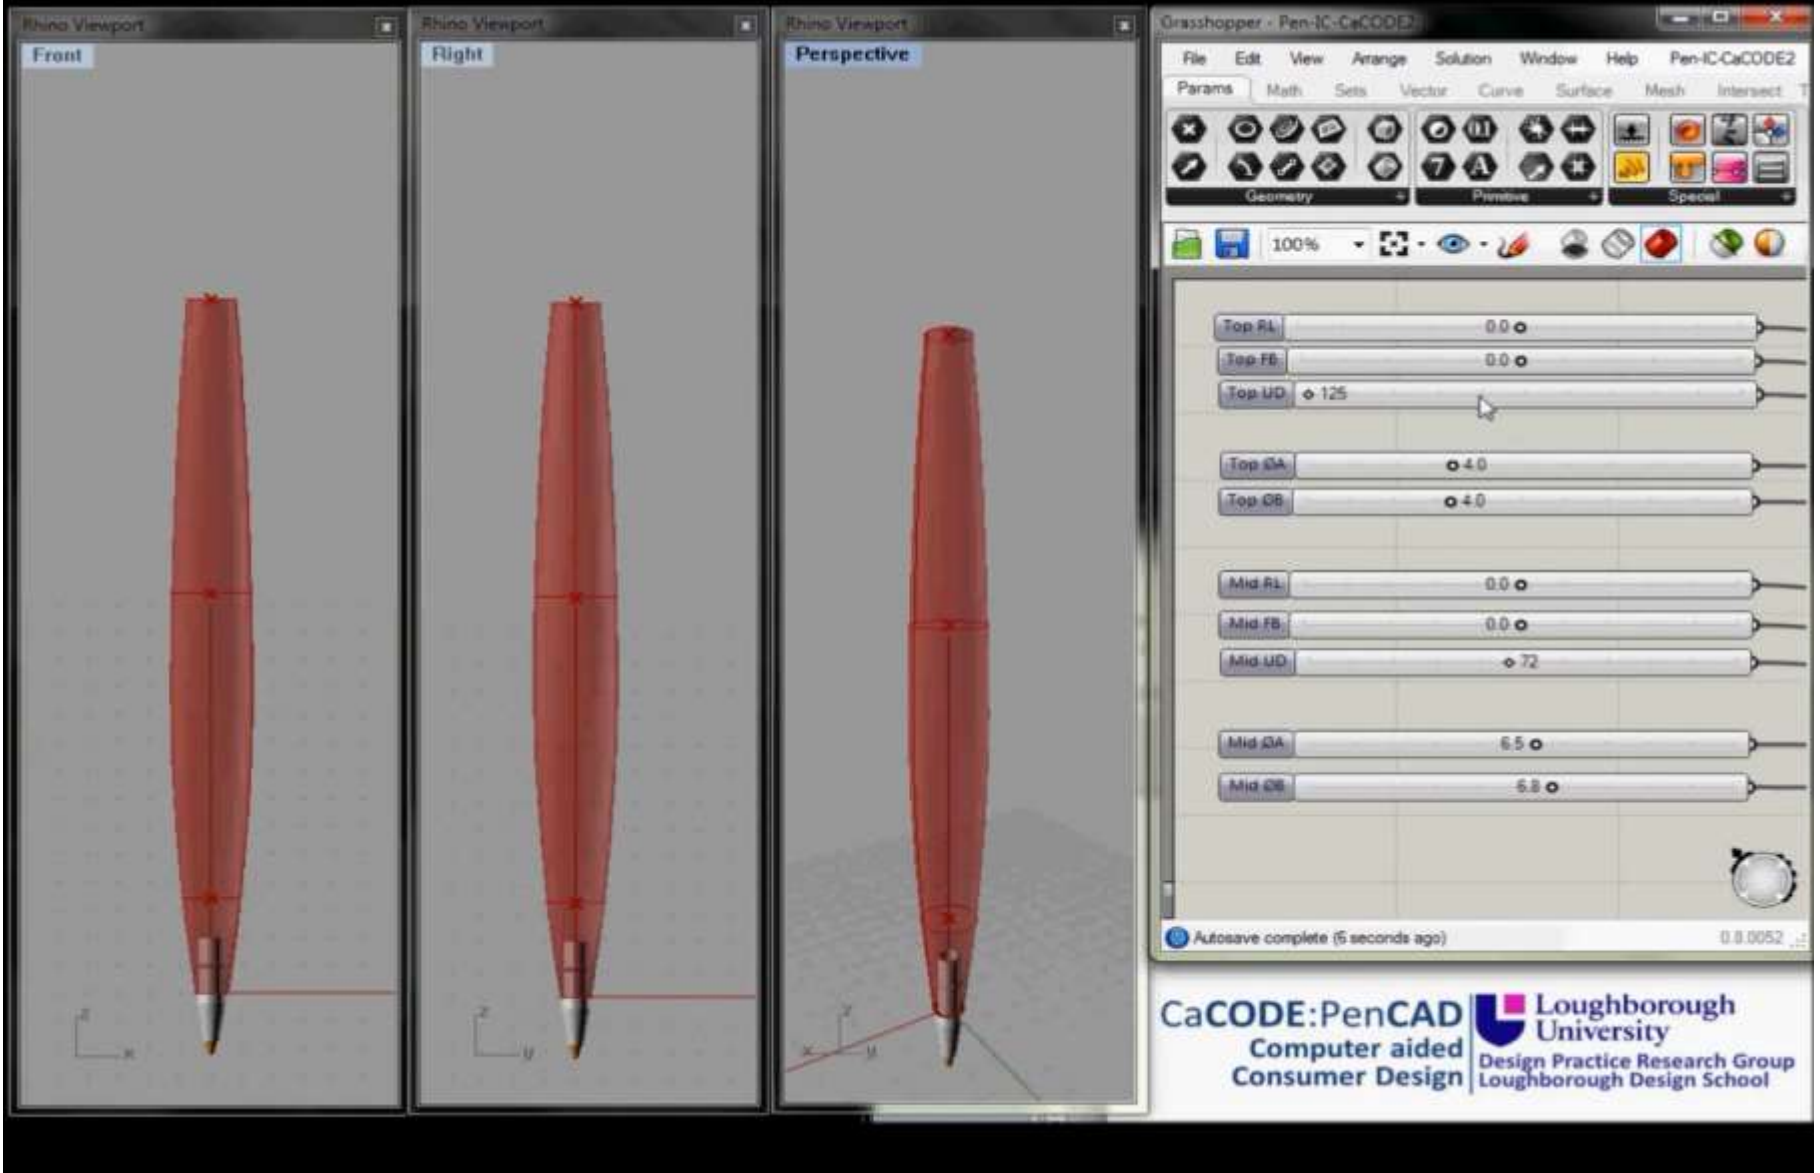 Rhino Viewport
Front
Rhino Viewport
Right
Rhino Viewport
Perspective
Grasshopper - Pen-IC-CaCODE2
File Edit View Arrange Solution Window Help Pen-IC-CaCODE2
Params Math Sets Vector Curve Surface Mesh Intersect T
Geometry Primitive Special
100%
Top RL 0.0
Top FB 0.0
Top UD 125
Top ØA 4.0
Top ØB 4.0
Mid RL 0.0
Mid FB 0.0
Mid UD 72
Mid ØA 6.5
Mid ØB 6.8
Autosave complete (6 seconds ago) 0.8.0052
z
x
z
y
z
x
y
CaCODE:PenCAD
Computer aided
Consumer Design
Loughborough
University
Design Practice Research Group
Loughborough Design School